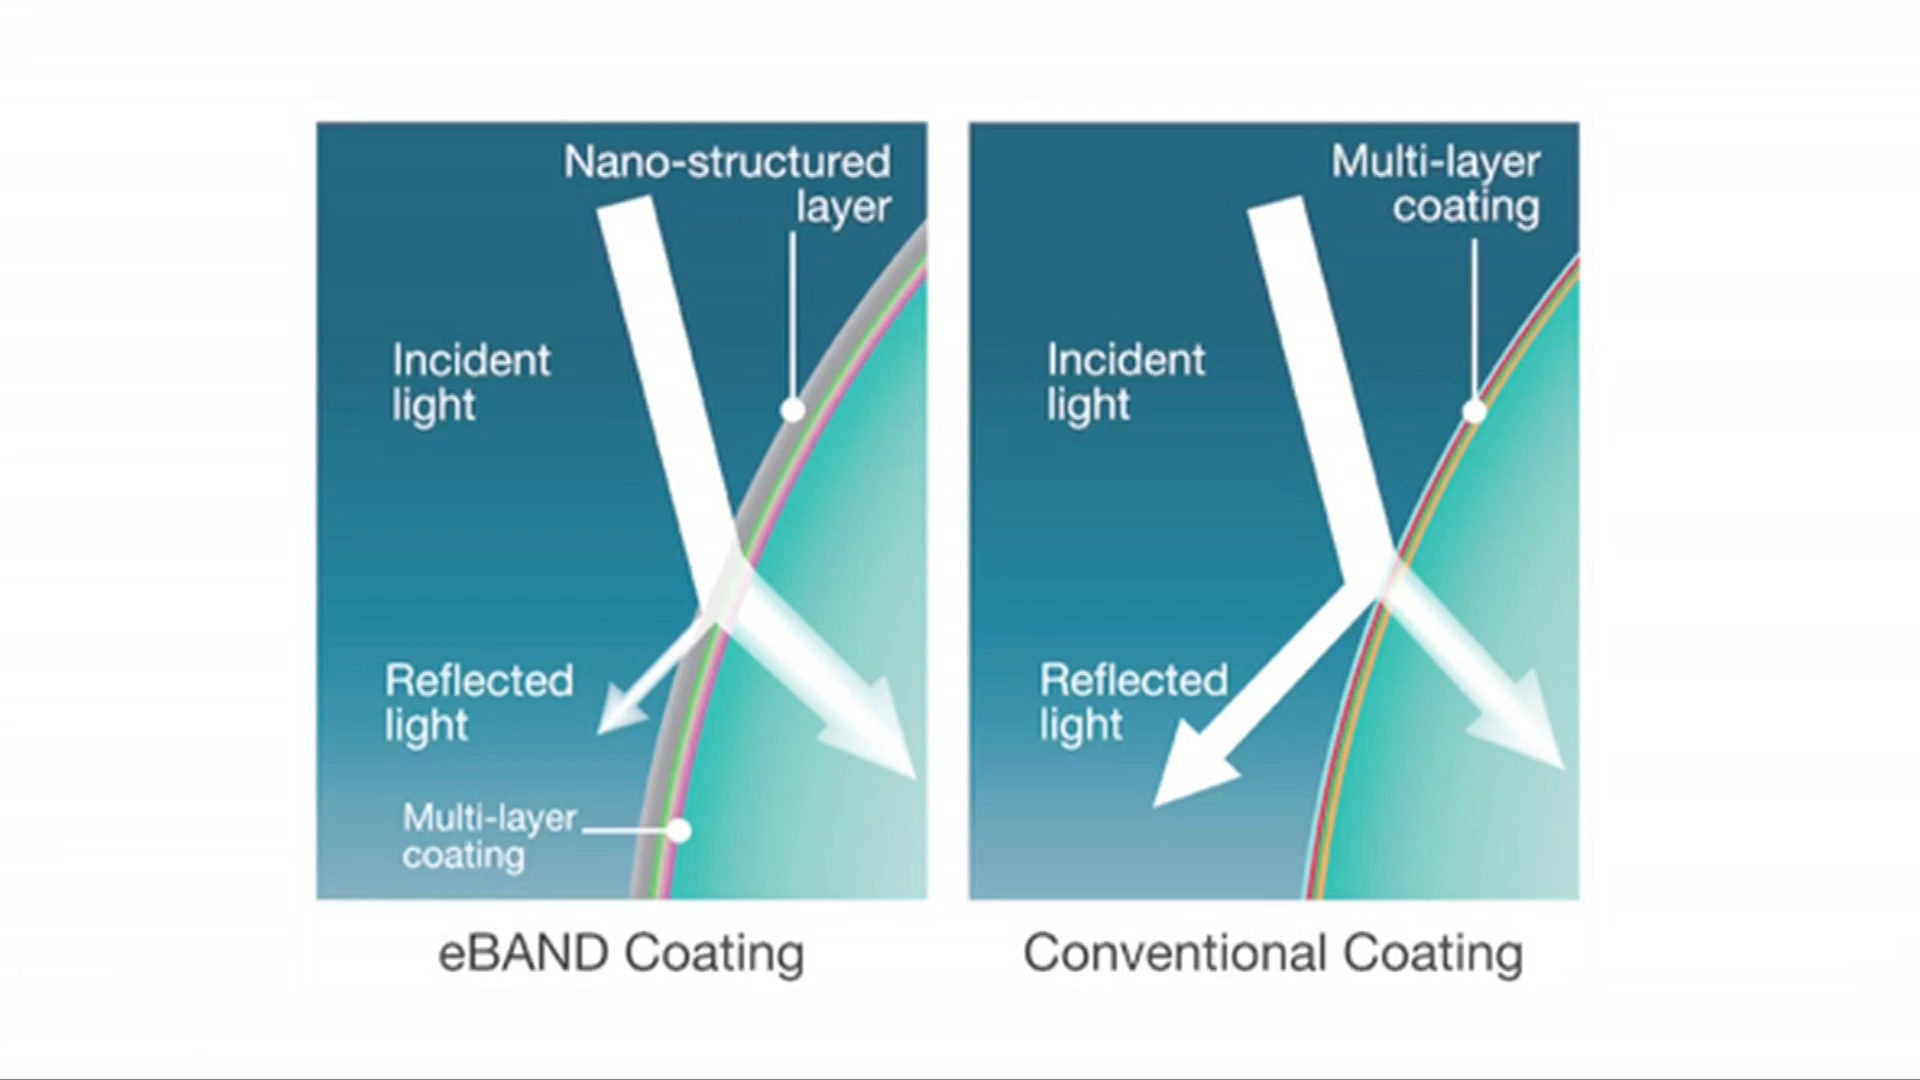 Nano-structured
layer
Incident
light
Reflected
light
Multi-layer
coating
eBAND Coating
Multi-layer
coating
Incident
light
Reflected
light
Conventional Coating